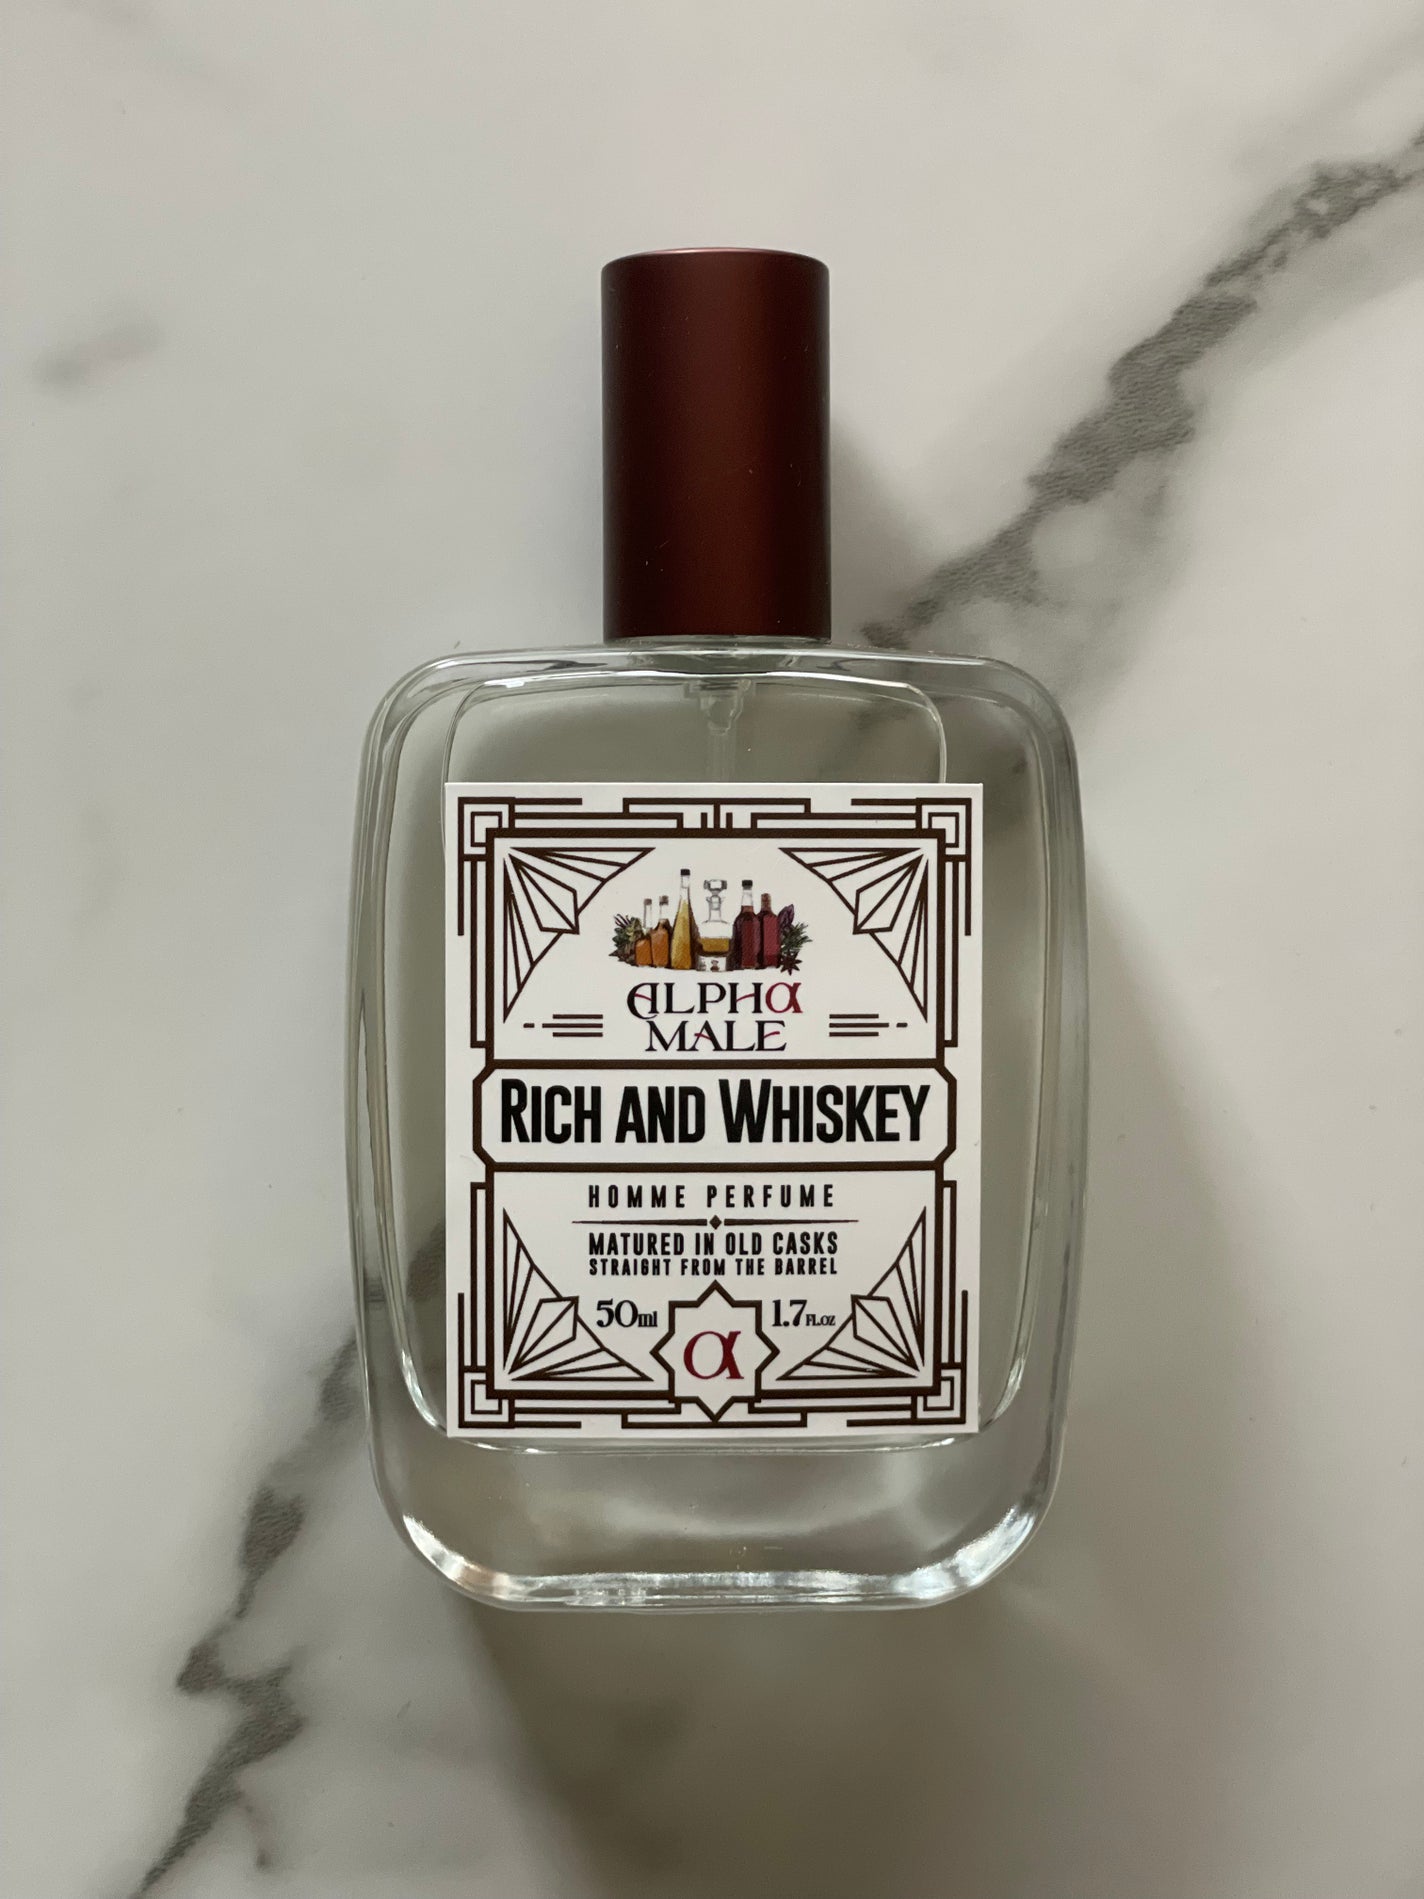 ALPHα
MALE
RICH AND WHISKEY
HOMME PERFUME
MATURED IN OLD CASKS
STRAIGHT FROM THE BARREL
50ml 1.7FL.OZ
α